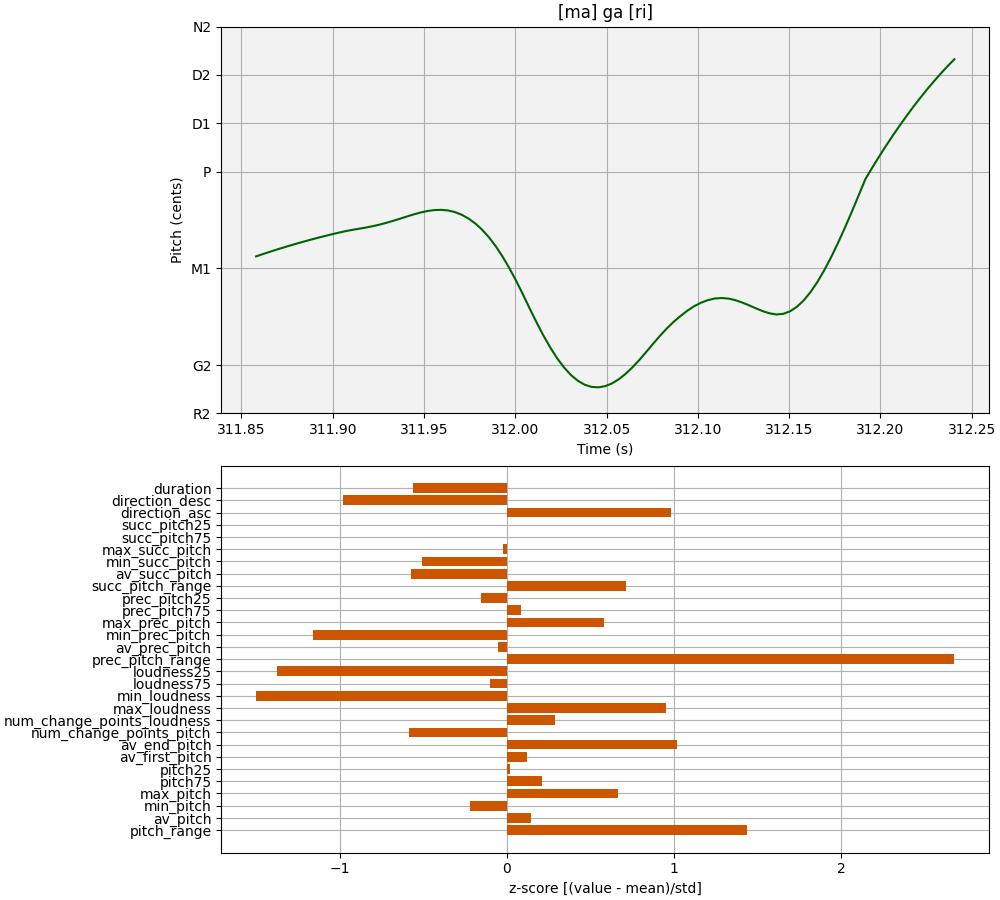 [ma] ga [ri]
N2
D2
D1
P
M1
G2
R2
Pitch (cents)
311.85 311.90 311.95 312.00 312.05 312.10 312.15 312.20 312.25
Time (s)
duration
direction_desc
direction_asc
succ_pitch25
succ_pitch75
max_succ_pitch
min_succ_pitch
av_succ_pitch
succ_pitch_range
prec_pitch25
prec_pitch75
max_prec_pitch
min_prec_pitch
av_prec_pitch
prec_pitch_range
loudness25
loudness75
min_loudness
max_loudness
num_change_points_loudness
num_change_points_pitch
av_end_pitch
av_first_pitch
pitch25
pitch75
max_pitch
min_pitch
av_pitch
pitch_range
−1 0 1 2
z-score [(value - mean)/std]